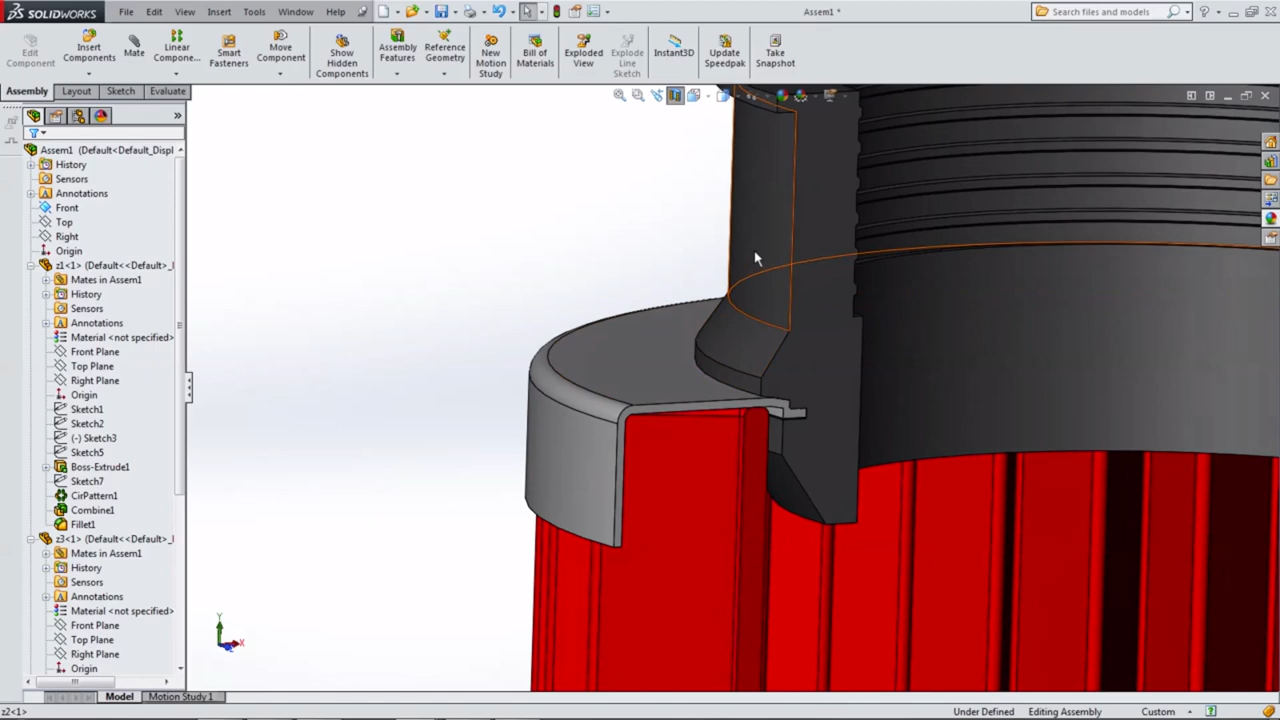 SOLIDWORKS File Edit View Insert Tools Window Help Assem1 * Search files and models
Edit Component Insert Components Mate Linear Compone... Smart Fasteners Move Component Show Hidden Components Assembly Features Reference Geometry New Motion Study Bill of Materials Exploded View Explode Line Sketch Instant3D Update Speedpak Take Snapshot
Assembly Layout Sketch Evaluate
Assem1 (Default<Default_Displ
History
Sensors
Annotations
Front
Top
Right
Origin
z1<1> (Default<<Default>_
Mates in Assem1
History
Sensors
Annotations
Material <not specified>
Front Plane
Top Plane
Right Plane
Origin
Sketch1
Sketch2
(-) Sketch3
Sketch5
Boss-Extrude1
Sketch7
CirPattern1
Combine1
Fillet1
z3<1> (Default<<Default>_
Mates in Assem1
History
Sensors
Annotations
Material <not specified>
Front Plane
Top Plane
Right Plane
Origin
Y
X
Model Motion Study 1
z2<1> Under Defined Editing Assembly Custom